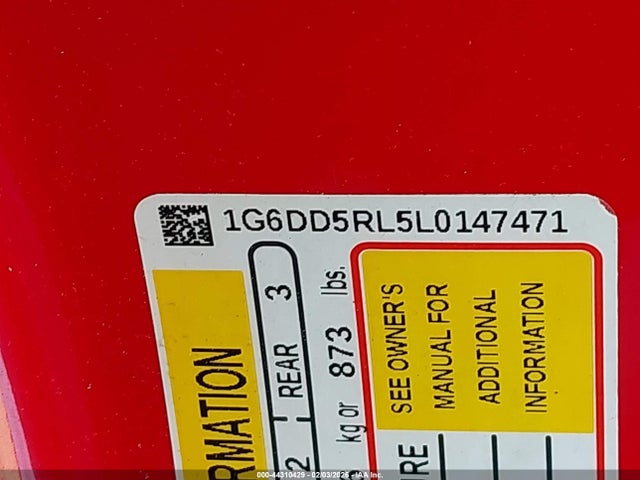 1G6DD5RL5L0147471
RMATION
2 REAR 3
kg or 873 lbs.
SEE OWNER'S
MANUAL FOR
ADDITIONAL
INFORMATION
RE
000-44310429 - 02/03/2026 - IAA Inc.